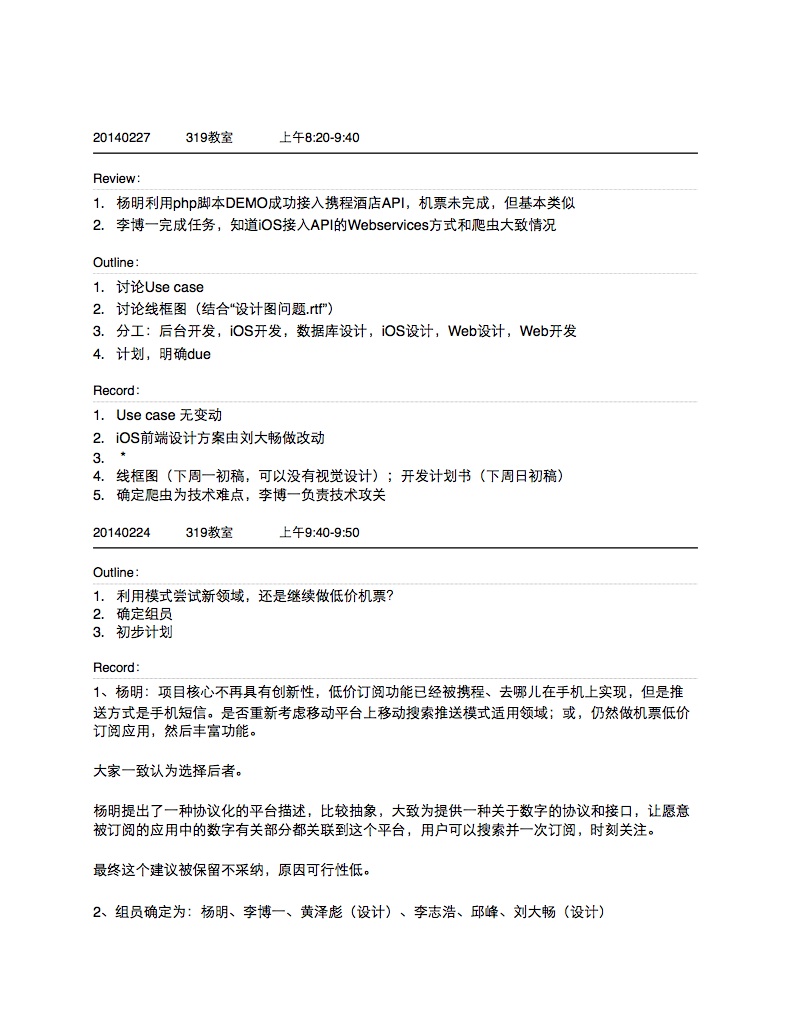 20140227 319教室 上午8:20-9:40
Review:
1. 杨明利用php脚本DEMO成功接入携程酒店API，机票未完成，但基本类似
2. 李博一完成任务，知道iOS接入API的Webservices方式和爬虫大致情况
Outline:
1. 讨论Use case
2. 讨论线框图（结合“设计图问题.rtf”）
3. 分工：后台开发，iOS开发，数据库设计，iOS设计，Web设计，Web开发
4. 计划，明确due
Record:
1. Use case 无变动
2. iOS前端设计方案由刘大畅做改动
3. *
4. 线框图（下周一初稿，可以没有视觉设计）；开发计划书（下周日初稿）
5. 确定爬虫为技术难点，李博一负责技术攻关
20140224 319教室 上午9:40-9:50
Outline:
1. 利用模式尝试新领域，还是继续做低价机票？
2. 确定组员
3. 初步计划
Record:
1、杨明：项目核心不再具有创新性，低价订阅功能已经被携程、去哪儿在手机上实现，但是推
送方式是手机短信。是否重新考虑移动平台上移动搜索推送模式适用领域；或，仍然做机票低价
订阅应用，然后丰富功能。
大家一致认为选择后者。
杨明提出了一种协议化的平台描述，比较抽象，大致为提供一种关于数字的协议和接口，让愿意
被订阅的应用中的数字有关部分都关联到这个平台，用户可以搜索并一次订阅，时刻关注。
最终这个建议被保留不采纳，原因可行性低。
2、组员确定为：杨明、李博一、黄泽彪（设计）、李志浩、邱峰、刘大畅（设计）